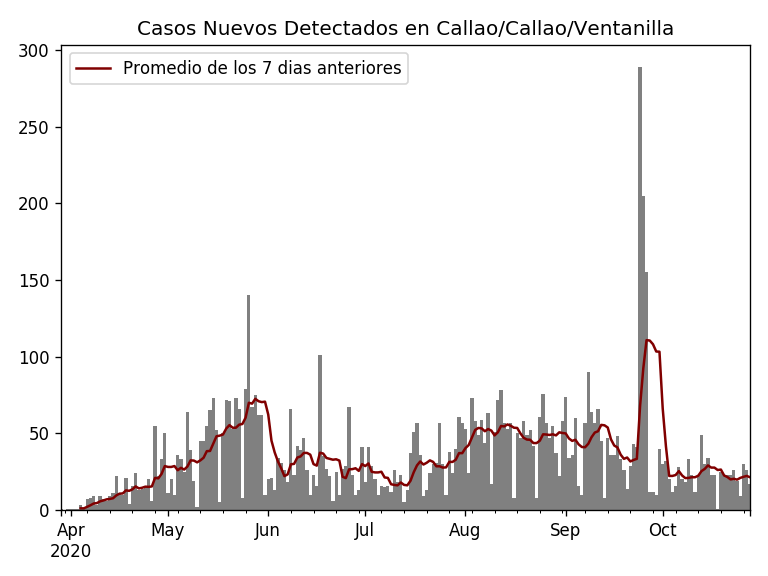 Casos Nuevos Detectados en Callao/Callao/Ventanilla
Promedio de los 7 dias anteriores
300
250
200
150
100
50
0
Apr
2020
May
Jun
Jul
Aug
Sep
Oct